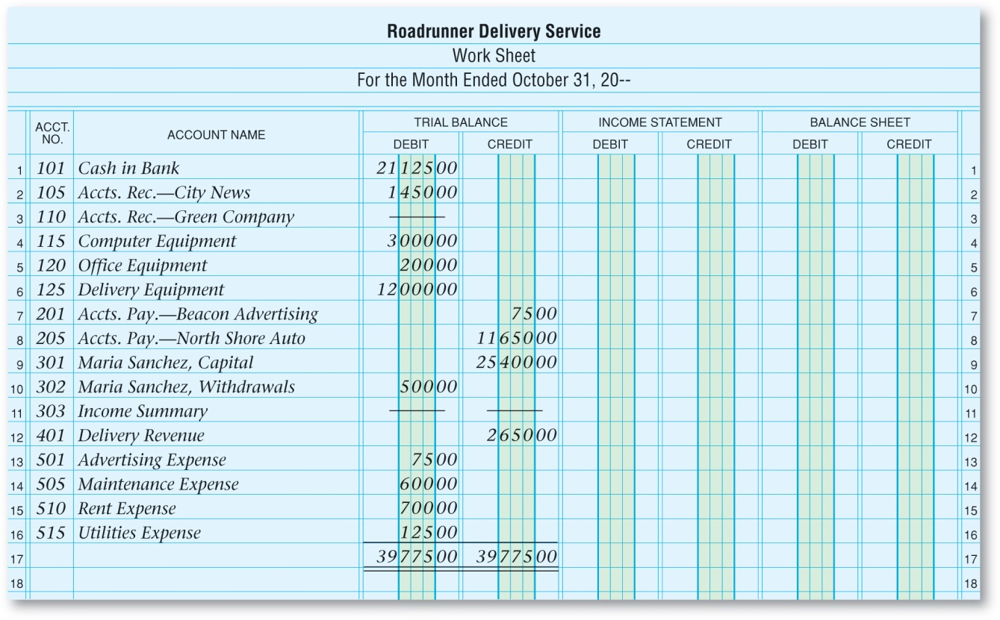 Roadrunner Delivery Service
Work Sheet
For the Month Ended October 31, 20--
ACCT. NO. ACCOUNT NAME TRIAL BALANCE INCOME STATEMENT BALANCE SHEET
DEBIT CREDIT DEBIT CREDIT DEBIT CREDIT
1 101 Cash in Bank 2112500 1
2 105 Accts. Rec.—City News 145000 2
3 110 Accts. Rec.—Green Company — 3
4 115 Computer Equipment 300000 4
5 120 Office Equipment 20000 5
6 125 Delivery Equipment 1200000 6
7 201 Accts. Pay.—Beacon Advertising 7500 7
8 205 Accts. Pay.—North Shore Auto 1165000 8
9 301 Maria Sanchez, Capital 2540000 9
10 302 Maria Sanchez, Withdrawals 50000 10
11 303 Income Summary — — 11
12 401 Delivery Revenue 265000 12
13 501 Advertising Expense 7500 13
14 505 Maintenance Expense 60000 14
15 510 Rent Expense 70000 15
16 515 Utilities Expense 12500 16
17 3977500 3977500 17
18 18